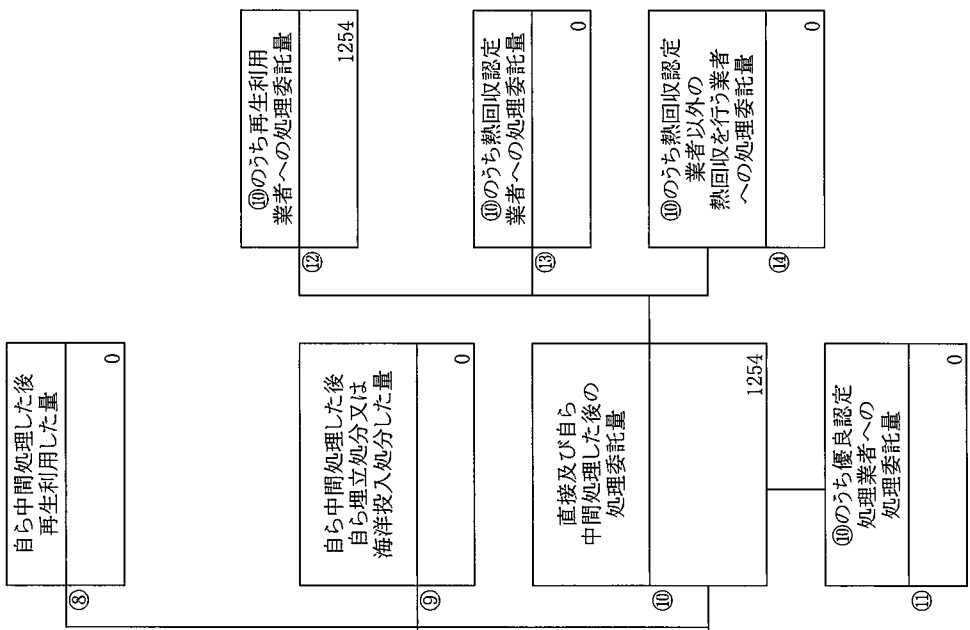 ⑧
自ら中間処理した後
再生利用した量
0
⑨
自ら中間処理した後
自ら埋立処分又は
海洋投入処分した量
0
⑩
直接及び自ら
中間処理した後の
処理委託量
1254
⑪
⑩のうち優良認定
処理業者への
処理委託量
0
⑫
⑩のうち再生利用
業者への処理委託量
1254
⑬
⑩のうち熱回収認定
業者への処理委託量
0
⑭
⑩のうち熱回収認定
業者以外の
熱回収を行う業者
への処理委託量
0